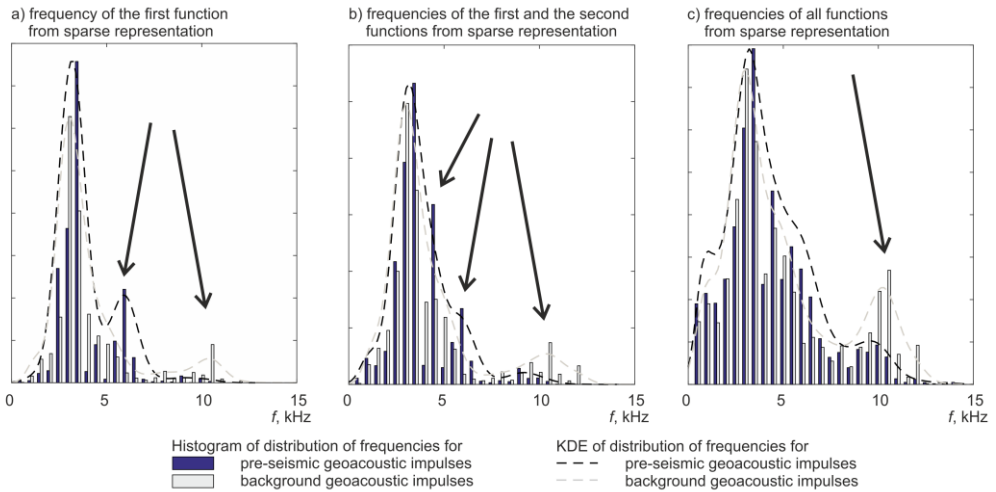 a) frequency of the first function
from sparse representation
b) frequencies of the first and the second
functions from sparse representation
c) frequencies of all functions
from sparse representation
0 5 10 15
f, kHz
0 5 10 15
f, kHz
0 5 10 15
f, kHz
Histogram of distribution of frequencies for
pre-seismic geoacoustic impulses
background geoacoustic impulses
KDE of distribution of frequencies for
pre-seismic geoacoustic impulses
background geoacoustic impulses